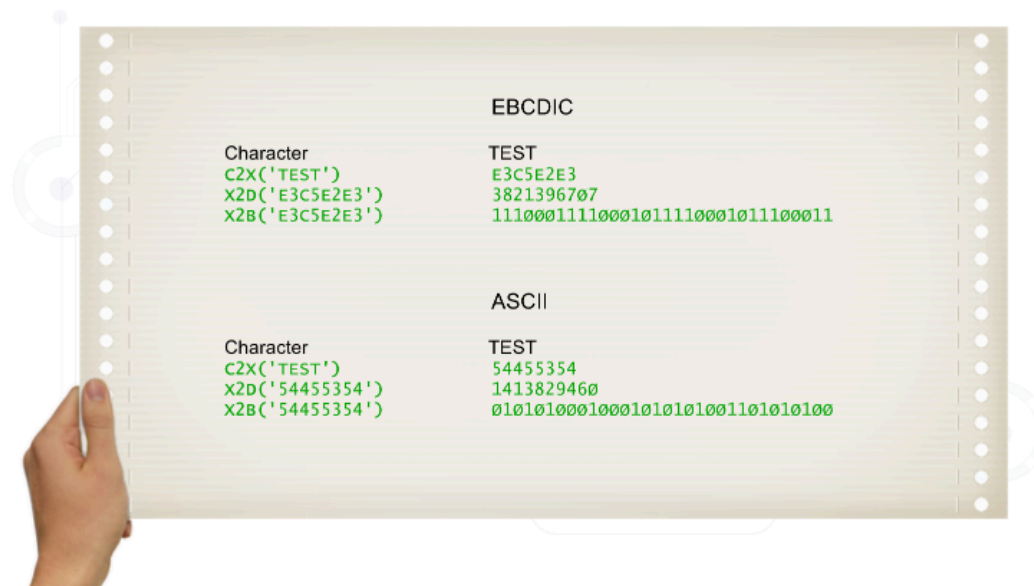 EBCDIC
Character TEST
C2X('TEST') E3C5E2E3
X2D('E3C5E2E3') 3821396707
X2B('E3C5E2E3') 11100011110001011110001011100011
ASCII
Character TEST
C2X('TEST') 54455354
X2D('54455354') 1413829460
X2B('54455354') 01010100010001010101001101010100